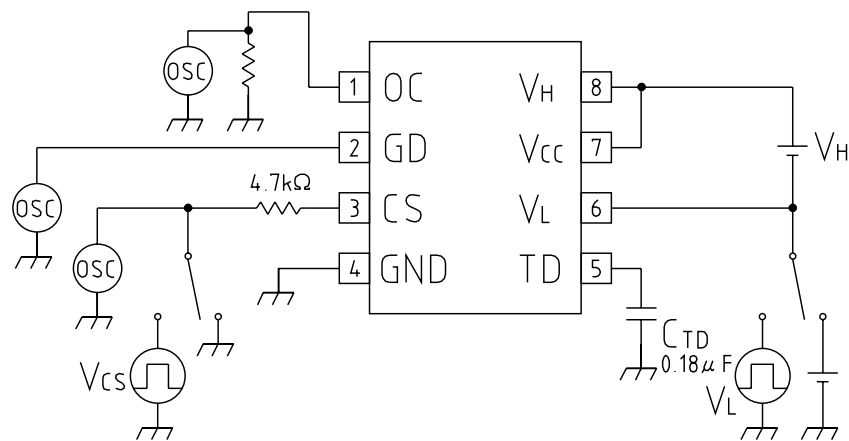 OSC
1 OC VH 8
2 GD VCC 7 VH
4.7kΩ
OSC
3 CS VL 6
OSC
4 GND TD 5
CTD
0.18μF
VCS
VL